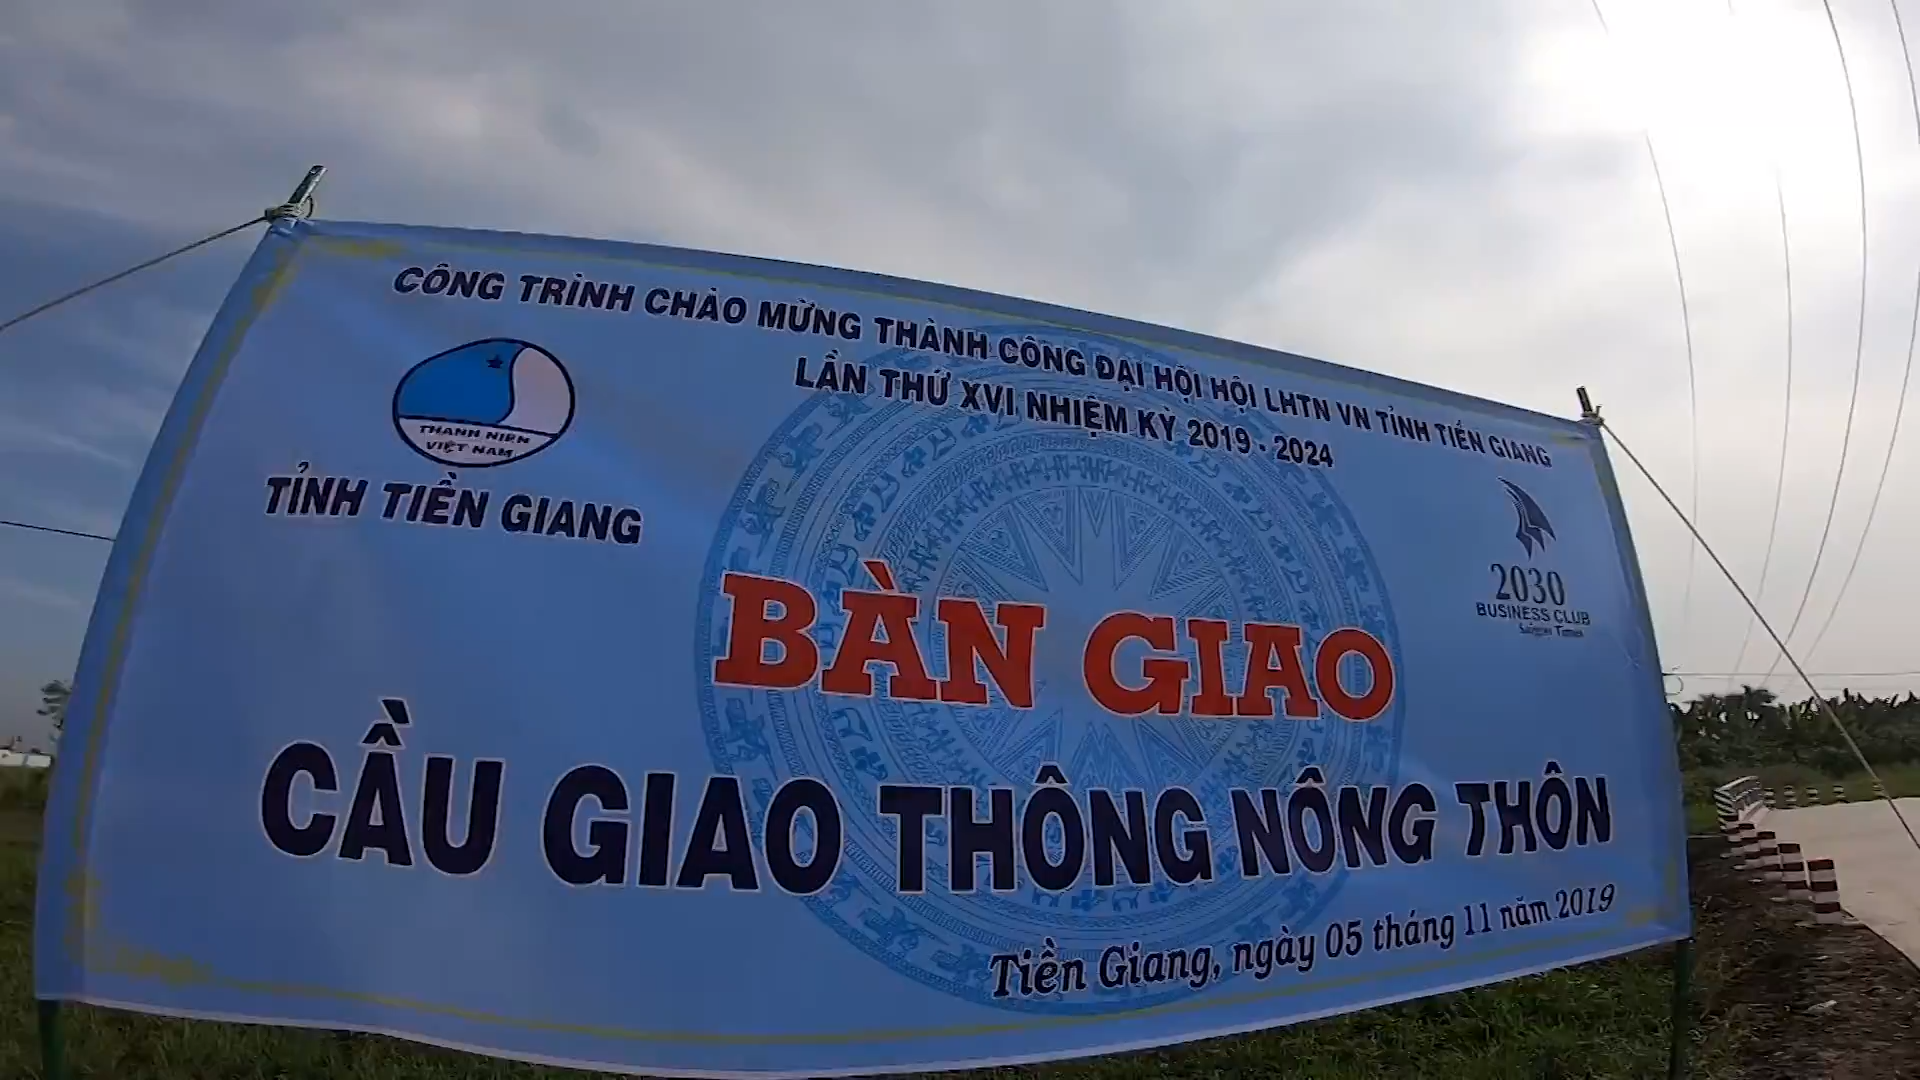 CÔNG TRÌNH CHÀO MỪNG THÀNH CÔNG ĐẠI HỘI HỘI LHTN VN TỈNH TIỀN GIANG
LẦN THỨ XVI NHIỆM KỲ 2019 - 2024
THANH NIÊN
VIỆT NAM
TỈNH TIỀN GIANG
2030
BUSINESS CLUB
Saigon Times
BÀN GIAO
CẦU GIAO THÔNG NÔNG THÔN
Tiền Giang, ngày 05 tháng 11 năm 2019